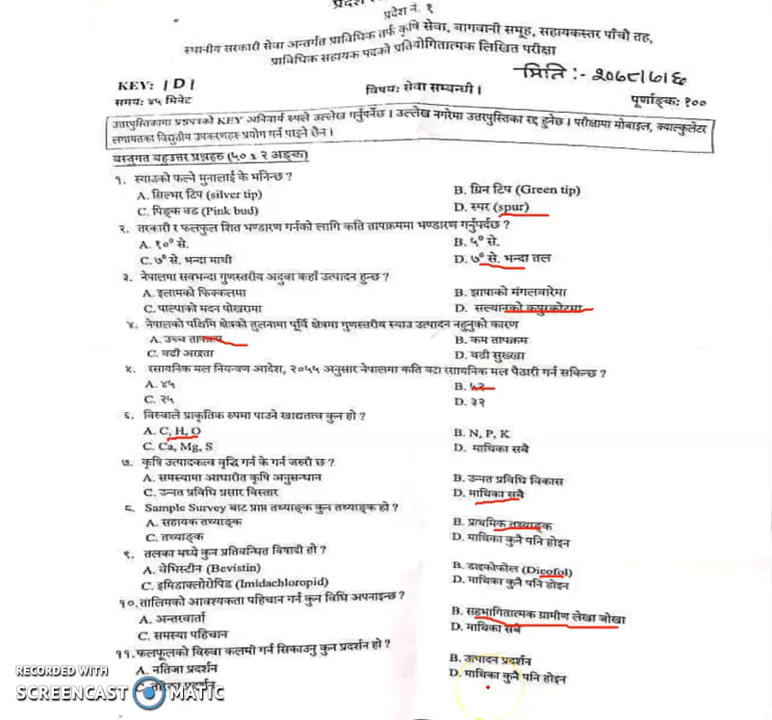 प्रदेश नं. १
स्थानीय सरकारी सेवा अन्तर्गत प्राविधिक तर्फ कृषि सेवा, बागवानी समूह, सहायकस्तर पाँचौ तह,
प्राविधिक सहायक पदको प्रतियोगितात्मक लिखित परीक्षा
मिति :- २०७८/७/६
KEY: | D |
विषय: सेवा सम्बन्धी ।
समय: ४५ मिनेट
पूर्णाङ्क: १००
उत्तरपुस्तिकामा प्रश्नपत्रको KEY अनिवार्य रुपले उल्लेख गर्नुपर्नेछ । उल्लेख नगरेमा उत्तरपुस्तिका रद्द हुनेछ । परीक्षामा मोबाइल, क्याल्कुलेटर
लगायतका विद्युतीय उपकरणहरु प्रयोग गर्न पाइने छैन ।
वस्तुगत बहुउत्तर प्रश्नहरु (५० x २ अङ्क)
१. स्याउको फल्ने मुनालाई के भनिन्छ ?
A. सिल्भर टिप (silver tip)
B. ग्रिन टिप (Green tip)
C. पिङ्क बड (Pink bud)
D. स्पर (spur)
२. तरकारी र फलफुल शित भण्डारण गर्नको लागि कति तापक्रममा भण्डारण गर्नुपर्दछ ?
A. १०° से.
B. ५° से.
C. ७° से. भन्दा माथी
D. ७° से. भन्दा तल
३. नेपालमा सवभन्दा गुणस्तरीय अदुवा कहाँ उत्पादन हुन्छ ?
A. इलामको फिक्कलमा
B. झापाको मंगलवारेमा
C. पाल्पाको मदन पोखरामा
D. सल्यानको कपुरकोटमा
४. नेपालको पश्चिमि क्षेत्रको तुलनामा पूर्वि क्षेत्रमा गुणस्तरीय स्याउ उत्पादन नहुनुको कारण
A. उच्च तापक्रम
B. कम तापक्रम
C. वढी आद्रता
D. वढी सुख्खा
५. रसायनिक मल नियन्त्रण आदेश, २०५५ अनुसार नेपालमा कति वटा रसायनिक मल पैठारी गर्न सकिन्छ ?
A. ४५
B. ५२
C. २५
D. ३२
६. विरुवाले प्राकृतिक रुपमा पाउने खाद्यतत्व कुन हो ?
A. C, H, O
B. N, P, K
C. Ca, Mg, S
D. माथिका सबै
७. कृषि उत्पादकत्व वृद्धि गर्न के गर्न जरुरी छ ?
A. समस्यामा आधारीत कृषि अनुसन्धान
B. उन्नत प्रविधि विकास
C. उन्नत प्रविधि प्रसार विस्तार
D. माथिका सबै
८. Sample Survey बाट प्राप्त तथ्याङ्क कुन तथ्याङ्क हो ?
A. सहायक तथ्याङ्क
B. प्राथमिक तथ्याङ्क
C. तथ्याङ्क
D. माथिका कुनै पनि होइन
९. तलका मध्ये कुन प्रतिवन्धित विषादी हो ?
A. वेभिस्टीन (Bevistin)
B. डाइकोफोल (Dicofol)
C. इमिडाक्लोरोपिड (Imidachloropid)
D. माथिका कुनै पनि होइन
१०. तालिमको आवश्यकता पहिचान गर्न कुन विधि अपनाइन्छ ?
A. अन्तरवार्ता
B. सहभागितात्मक ग्रामीण लेखा जोखा
C. समस्या पहिचान
D. माथिका सबै
११. फलफूलको विरुवा कलमी गर्न सिकाउनु कुन प्रदर्शन हो ?
A. नतिजा प्रदर्शन
B. उत्पादन प्रदर्शन
D. माथिका कुनै पनि होइन
RECORDED WITH
SCREENCAST MATIC